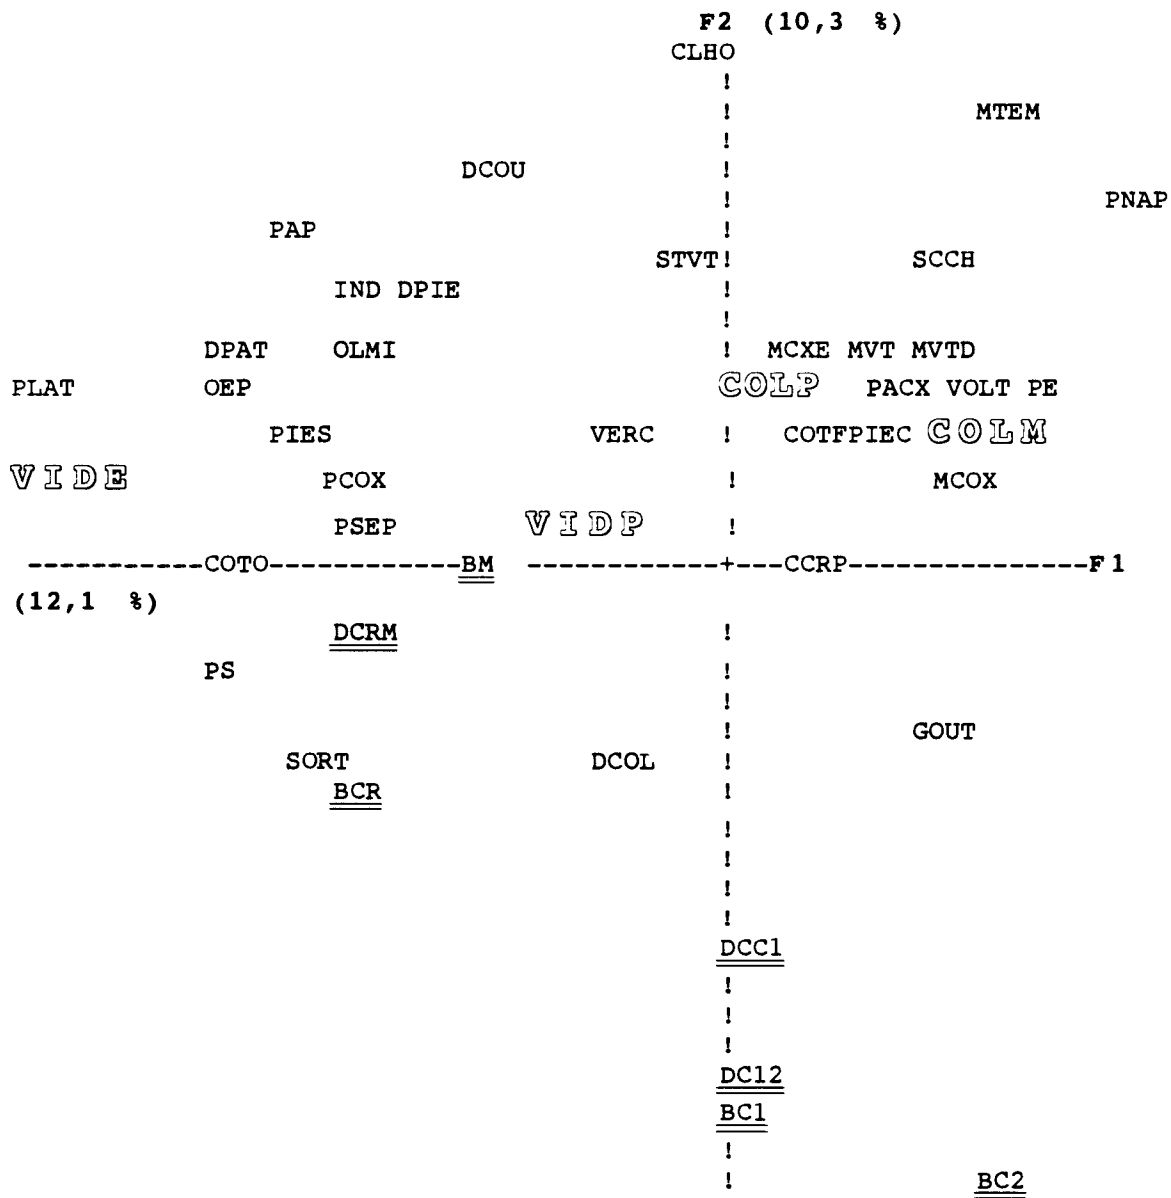 F2 (10,3 %)
CLHO
!
! MTEM
!
DCOU !
! PNAP
PAP !
STVT! SCCH
IND DPIE !
!
DPAT OLMI ! MCXE MVT MVTD
PLAT OEP COLP PACX VOLT PE
PIES VERC ! COTFPIEC COLM
VIDE PCOX ! MCOX
PSEP VIDP !
-----------COTO------------BM ------------+---CCRP---------------F1
(12,1 %)
DCRM !
PS !
!
! GOUT
SORT DCOL !
BCR !
!
!
!
!
DCC1
!
!
!
DC12
BC1
!
! BC2